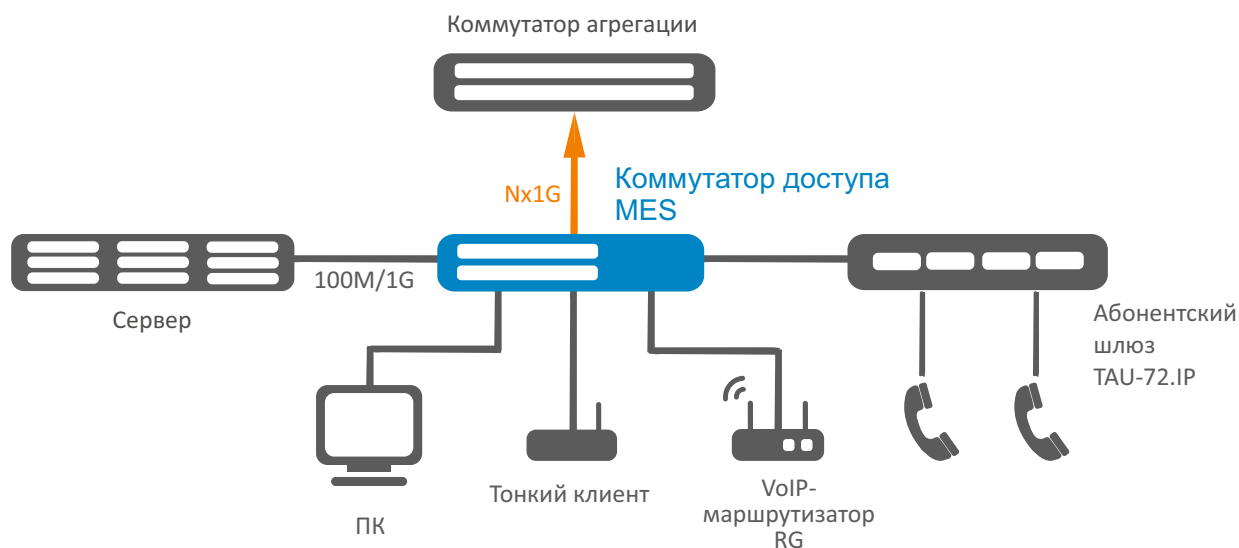 Коммутатор агрегации
Nx1G
Коммутатор доступа
MES
100M/1G
Сервер
Абонентский
шлюз
TAU-72.IP
ПК
Тонкий клиент
VoIP-
маршрутизатор
RG